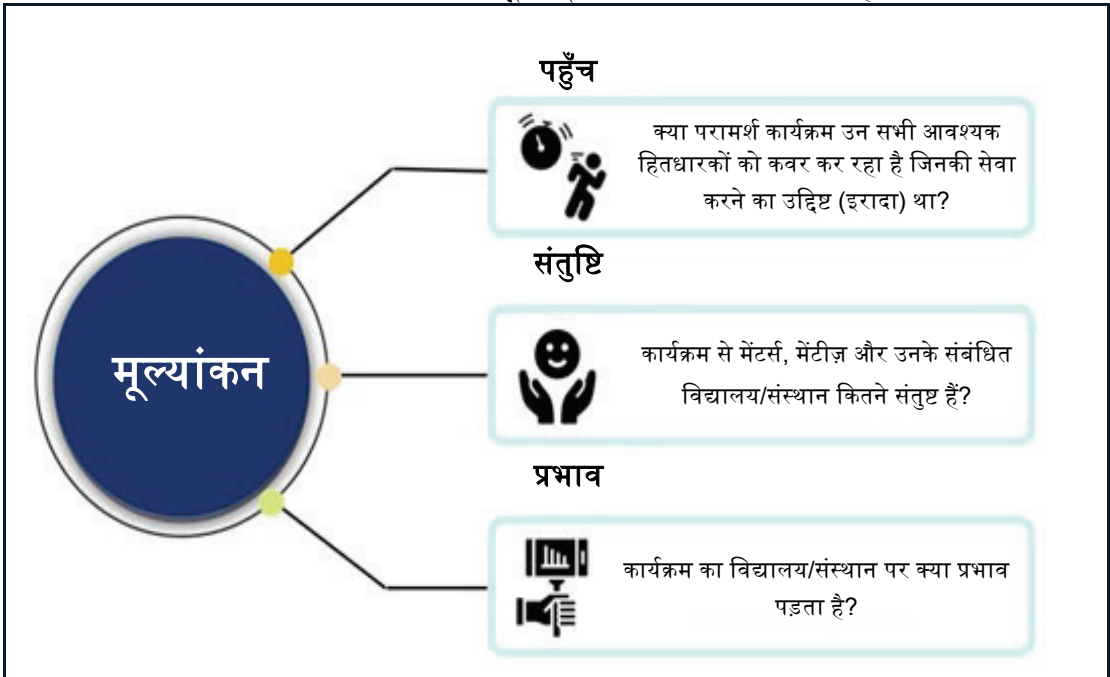 पहुँच
क्या परामर्श कार्यक्रम उन सभी आवश्यक
हितधारकों को कवर कर रहा है जिनकी सेवा
करने का उद्दिष्ट (इरादा) था?
संतुष्टि
मूल्यांकन
कार्यक्रम से मेंटर्स, मेंटीज़ और उनके संबंधित
विद्यालय/संस्थान कितने संतुष्ट हैं?
प्रभाव
कार्यक्रम का विद्यालय/संस्थान पर क्या प्रभाव
पड़ता है?